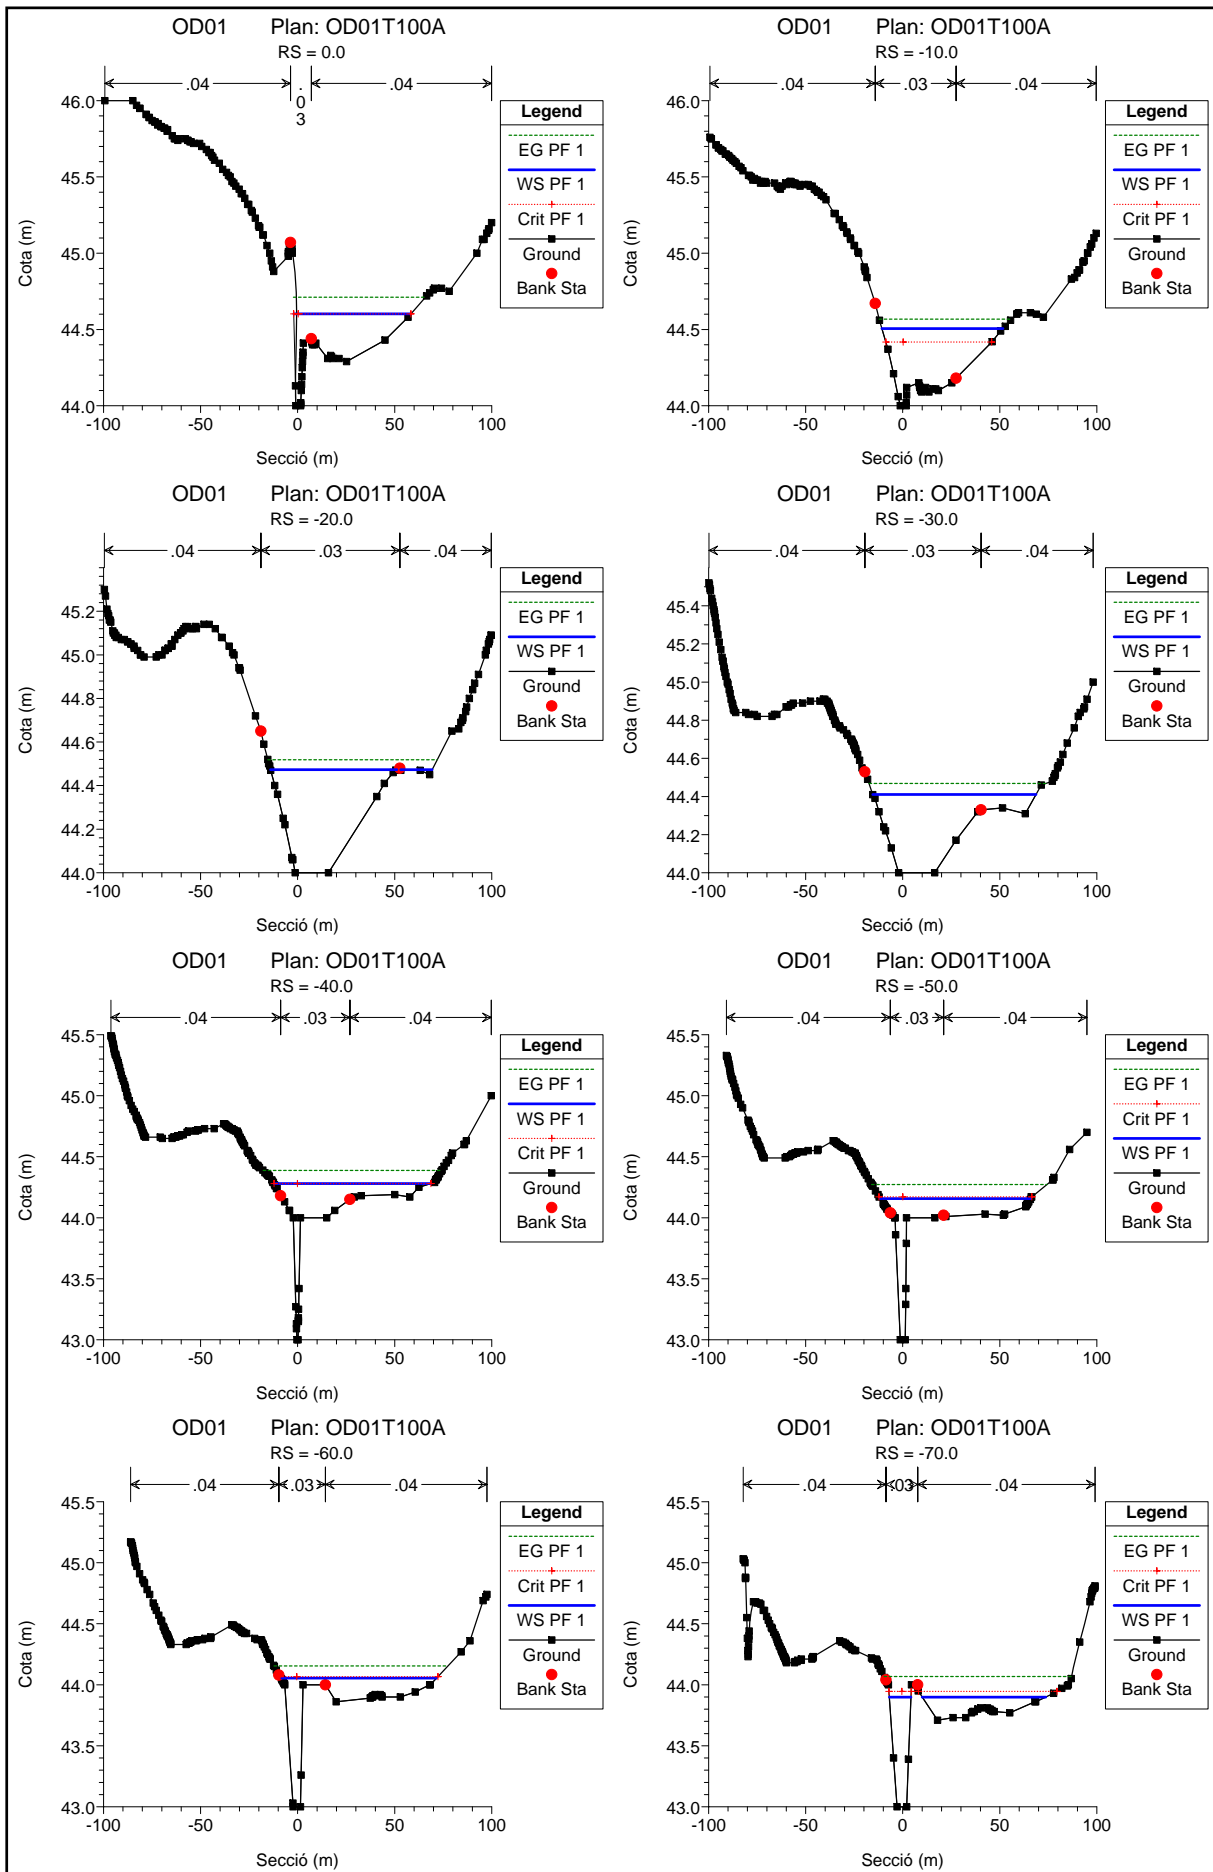 OD01 Plan: OD01T100A
RS = 0.0
.04
.03
.04
Legend
EG PF 1
WS PF 1
Crit PF 1
Ground
Bank Sta
Cota (m)
46.0
45.5
45.0
44.5
44.0
-100 -50 0 50 100
Secció (m)
OD01 Plan: OD01T100A
RS = -10.0
.04 .03 .04
Legend
EG PF 1
WS PF 1
Crit PF 1
Ground
Bank Sta
Cota (m)
46.0
45.5
45.0
44.5
44.0
-100 -50 0 50 100
Secció (m)
OD01 Plan: OD01T100A
RS = -20.0
.04 .03 .04
Legend
EG PF 1
WS PF 1
Ground
Bank Sta
Cota (m)
45.2
45.0
44.8
44.6
44.4
44.2
44.0
-100 -50 0 50 100
Secció (m)
OD01 Plan: OD01T100A
RS = -30.0
.04 .03 .04
Legend
EG PF 1
WS PF 1
Ground
Bank Sta
Cota (m)
45.4
45.2
45.0
44.8
44.6
44.4
44.2
44.0
-100 -50 0 50 100
Secció (m)
OD01 Plan: OD01T100A
RS = -40.0
.04 .03 .04
Legend
EG PF 1
WS PF 1
Crit PF 1
Ground
Bank Sta
Cota (m)
45.5
45.0
44.5
44.0
43.5
43.0
-100 -50 0 50 100
Secció (m)
OD01 Plan: OD01T100A
RS = -50.0
.04 .03 .04
Legend
EG PF 1
Crit PF 1
WS PF 1
Ground
Bank Sta
Cota (m)
45.5
45.0
44.5
44.0
43.5
43.0
-100 -50 0 50 100
Secció (m)
OD01 Plan: OD01T100A
RS = -60.0
.04 .03 .04
Legend
EG PF 1
Crit PF 1
WS PF 1
Ground
Bank Sta
Cota (m)
45.5
45.0
44.5
44.0
43.5
43.0
-100 -50 0 50 100
Secció (m)
OD01 Plan: OD01T100A
RS = -70.0
.04 .03 .04
Legend
EG PF 1
Crit PF 1
WS PF 1
Ground
Bank Sta
Cota (m)
45.5
45.0
44.5
44.0
43.5
43.0
-100 -50 0 50 100
Secció (m)